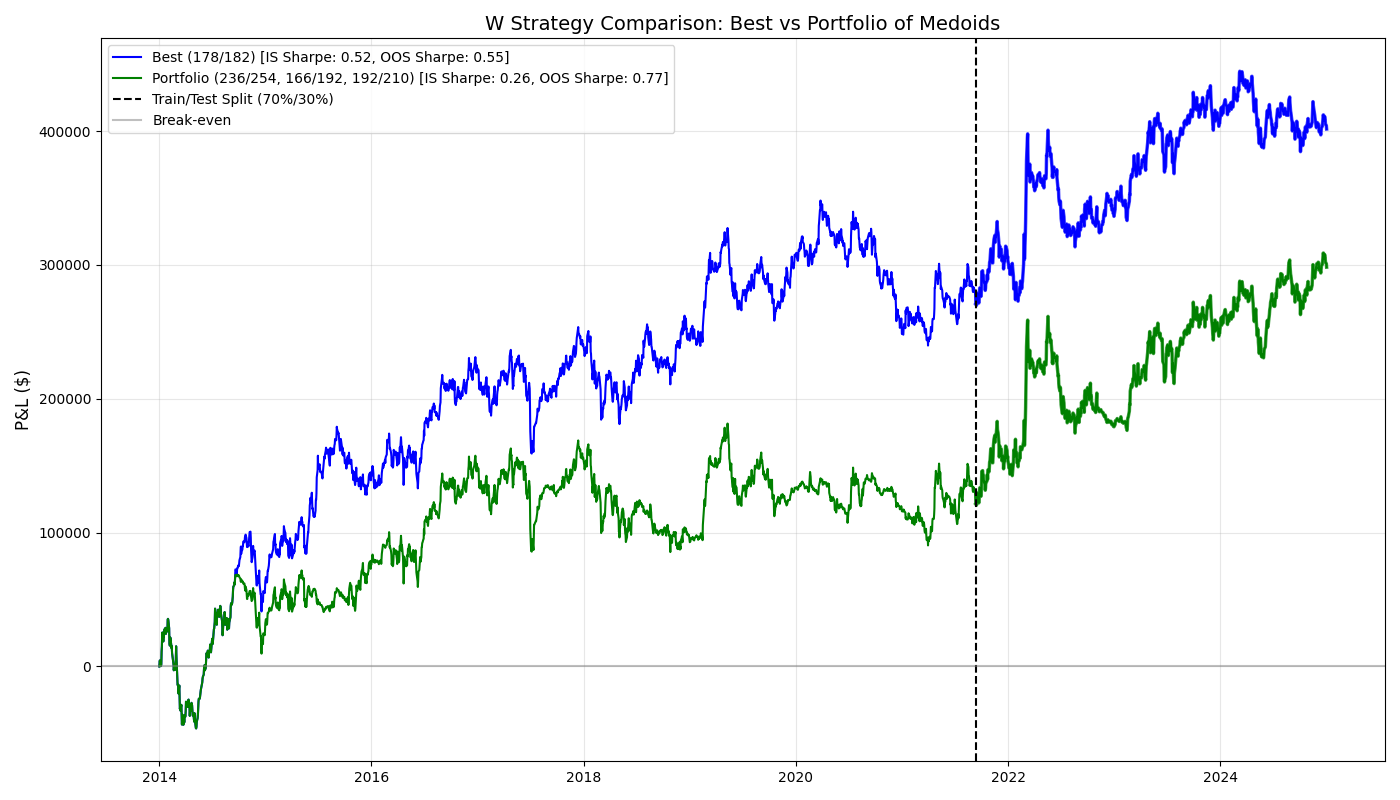 W Strategy Comparison: Best vs Portfolio of Medoids
Best (178/182) [IS Sharpe: 0.52, OOS Sharpe: 0.55]
Portfolio (236/254, 166/192, 192/210) [IS Sharpe: 0.26, OOS Sharpe: 0.77]
Train/Test Split (70%/30%)
Break-even
P&L ($)
400000
300000
200000
100000
0
2014
2016
2018
2020
2022
2024